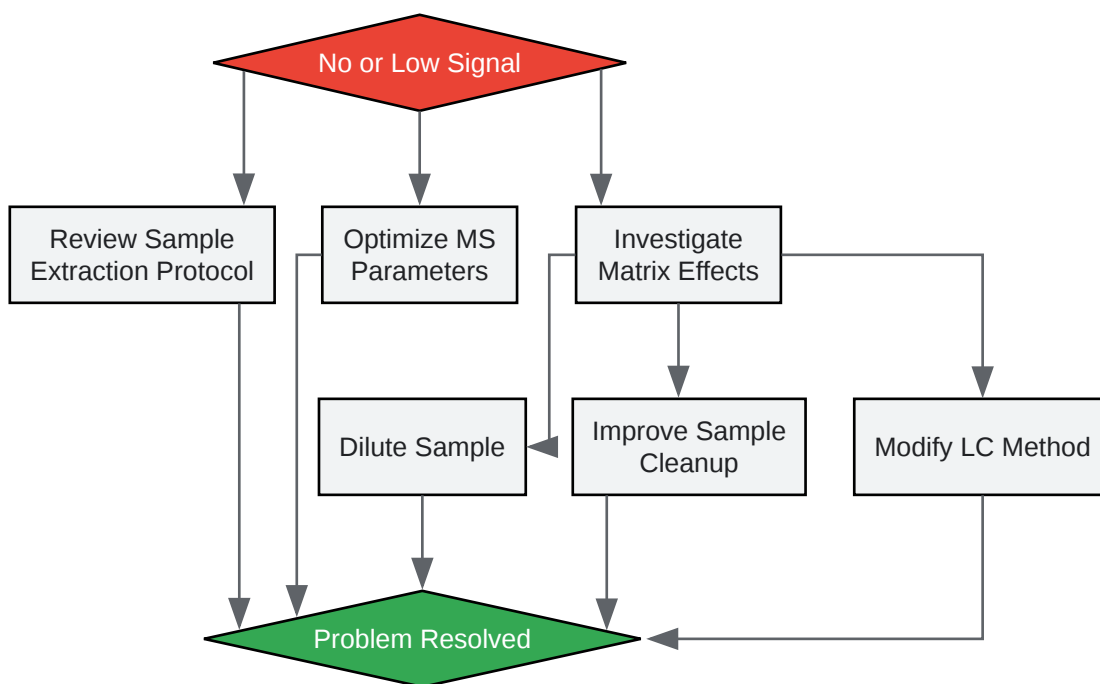 No or Low Signal
Review Sample
Extraction Protocol
Optimize MS
Parameters
Investigate
Matrix Effects
Dilute Sample
Improve Sample
Cleanup
Modify LC Method
Problem Resolved